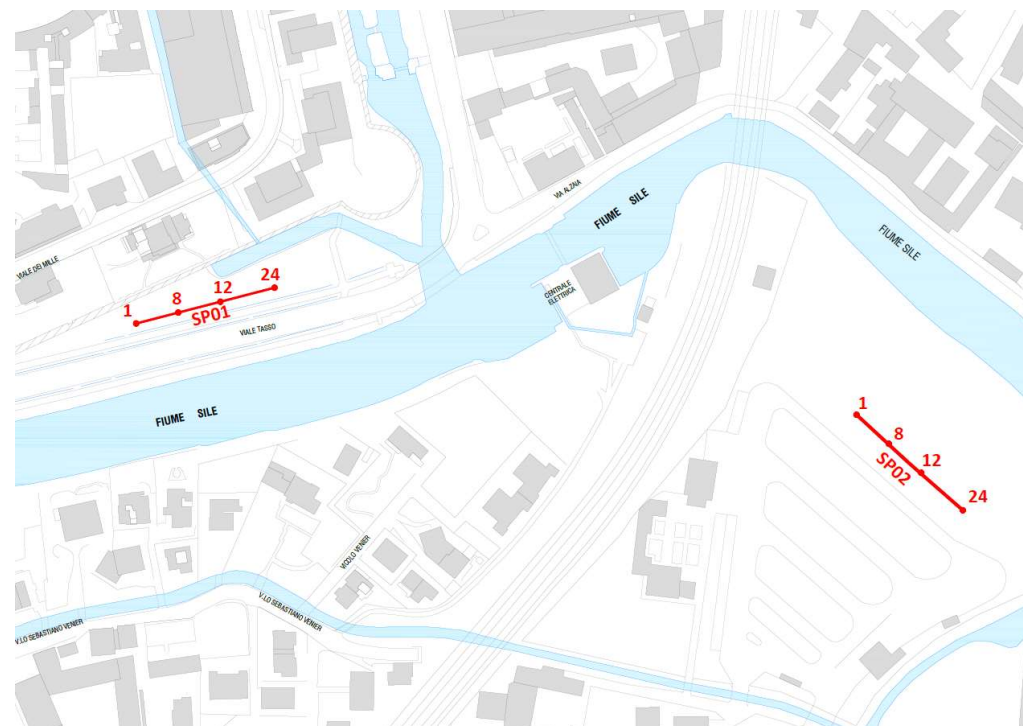 VIA ALZAIA
FIUME SILE
FIUME SILE
VIALE DEI MILLE
CENTRALE
ELETTRICA
24
12
8
1
SP01
VIALE TASSO
FIUME SILE
1
8
12
24
SP02
VICOLO VENIER
V.LO SEBASTIANO VENIER
V.LO SEBASTIANO VENIER